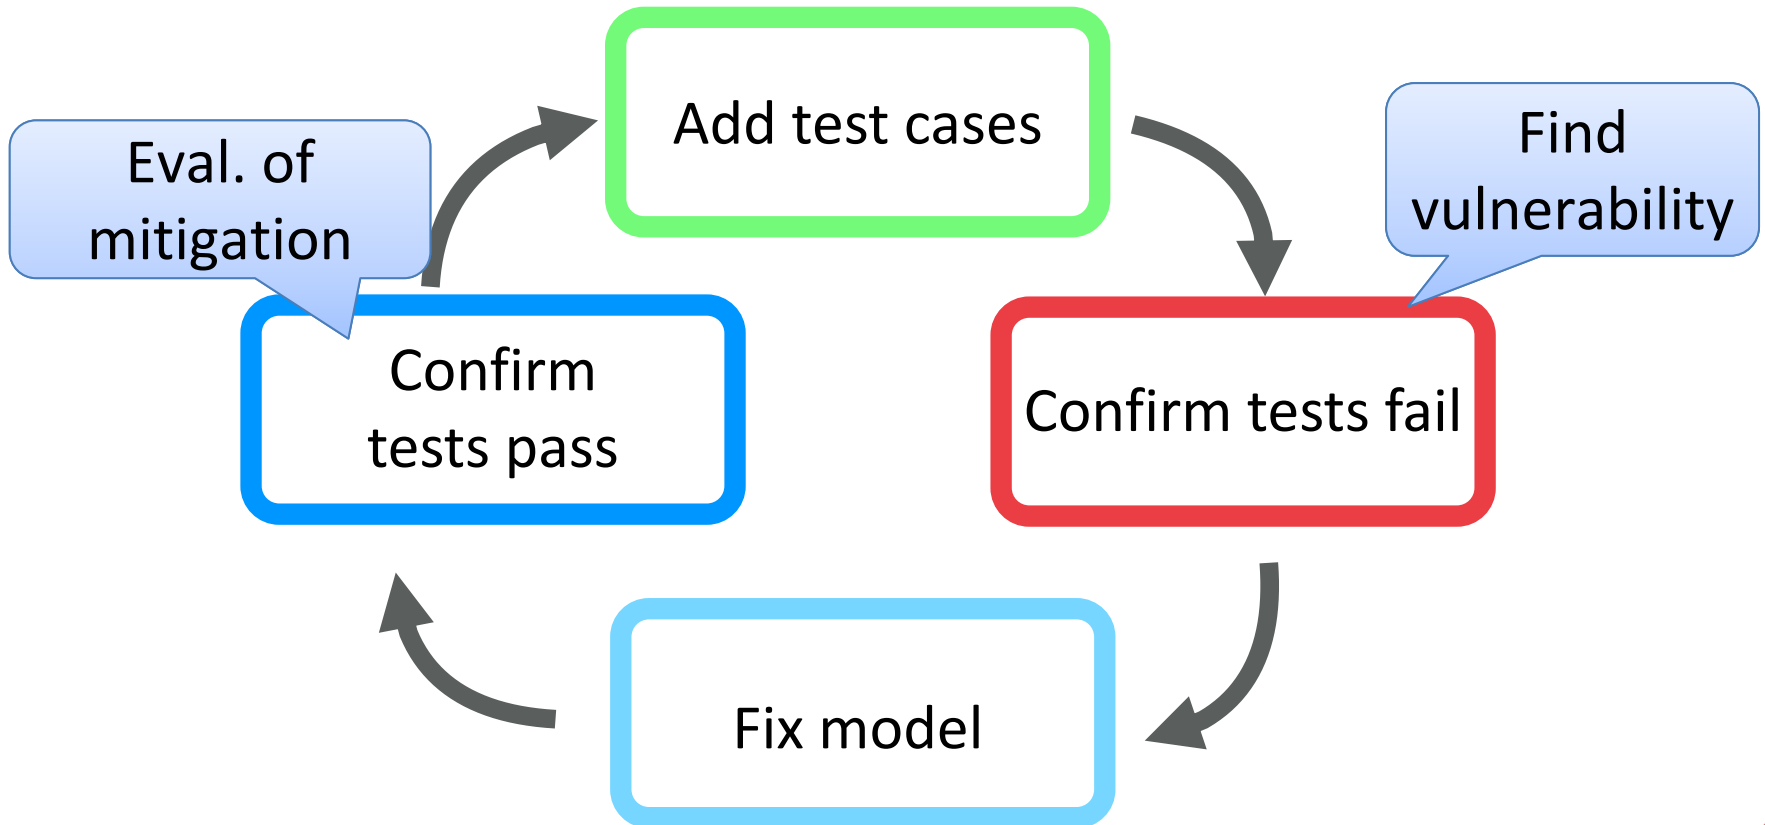 Add test cases
Find
vulnerability
Eval. of
mitigation
Confirm
tests pass
Confirm tests fail
Fix model